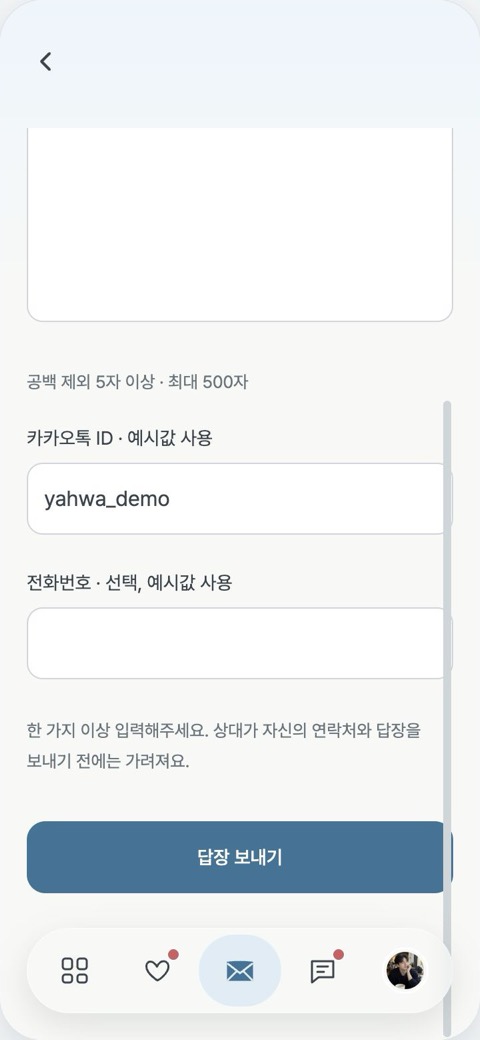 공백 제외 5자 이상 · 최대 500자
카카오톡 ID · 예시값 사용
yahwa_demo
전화번호 · 선택, 예시값 사용
한 가지 이상 입력해주세요. 상대가 자신의 연락처와 답장을
보내기 전에는 가려져요.
답장 보내기